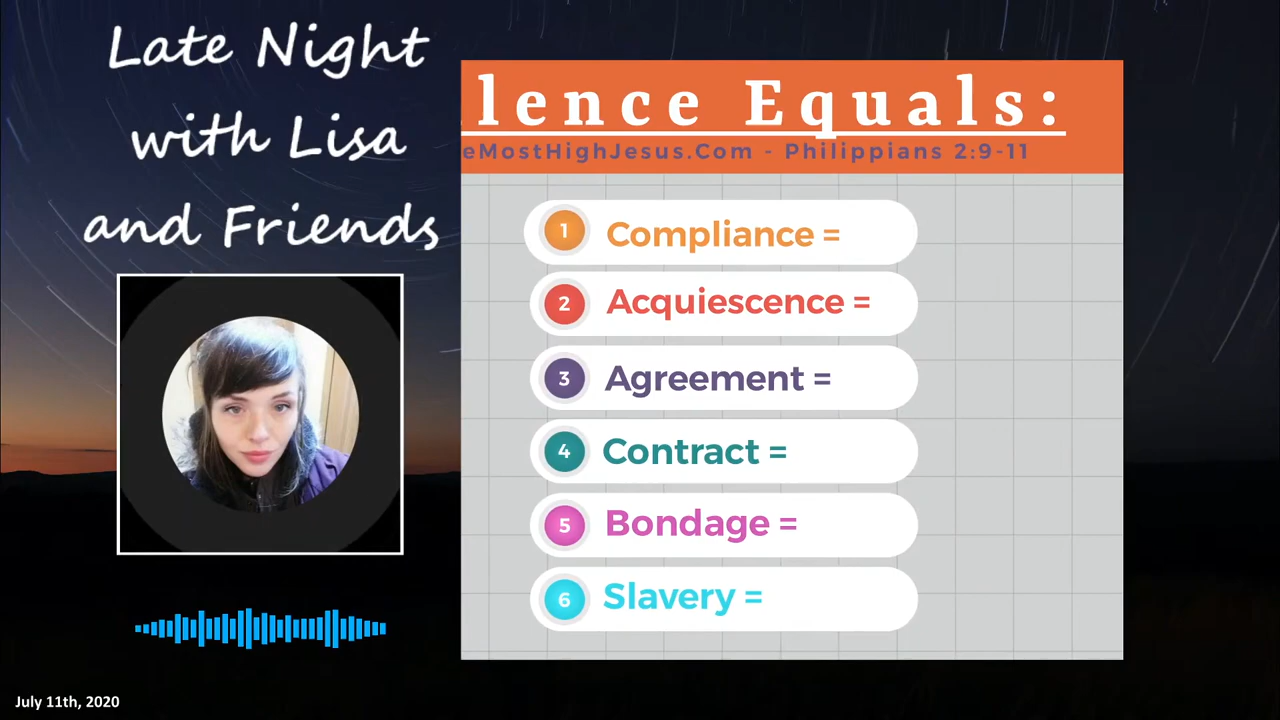 Late Night
with Lisa
and Friends
lence Equals:
eMostHighJesus.Com - Philippians 2:9-11
1 Compliance =
2 Acquiescence =
3 Agreement =
4 Contract =
5 Bondage =
6 Slavery =
July 11th, 2020